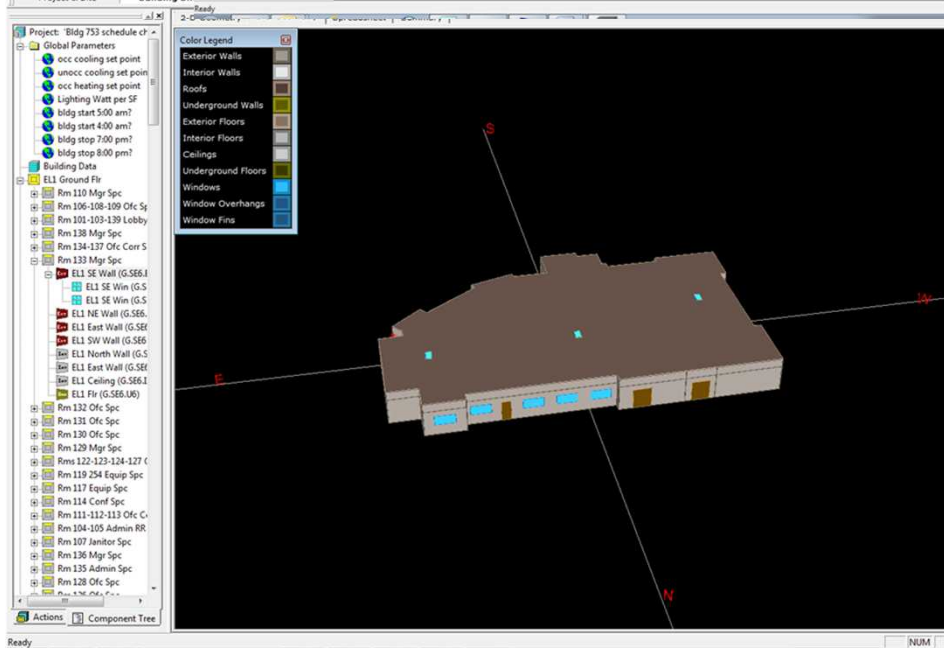 Ready
Project: 'Bldg 753 schedule ch
Global Parameters
occ cooling set point
unocc cooling set poin
occ heating set point
Lighting Watt per SF
bldg start 5:00 am?
bldg start 4:00 am?
bldg stop 7:00 pm?
bldg stop 8:00 pm?
Building Data
EL1 Ground Flr
Rm 110 Mgr Spc
Rm 106-108-109 Ofc Sp
Rm 101-103-139 Lobby
Rm 138 Mgr Spc
Rm 134-137 Ofc Corr S
Rm 133 Mgr Spc
EL1 SE Wall (G.SE6.E
EL1 SE Win (G.S
EL1 SE Win (G.S
EL1 NE Wall (G.SE6.
EL1 East Wall (G.SE6
EL1 SW Wall (G.SE6
EL1 North Wall (G.S
EL1 East Wall (G.SE6
EL1 Ceiling (G.SE6.I
EL1 Flr (G.SE6.U6)
Rm 132 Ofc Spc
Rm 131 Ofc Spc
Rm 130 Ofc Spc
Rm 129 Mgr Spc
Rms 122-123-124-127 C
Rm 119 254 Equip Spc
Rm 117 Equip Spc
Rm 114 Conf Spc
Rm 111-112-113 Ofc C
Rm 104-105 Admin RR
Rm 107 Janitor Spc
Rm 136 Mgr Spc
Rm 135 Admin Spc
Rm 128 Ofc Spc
Actions
Component Tree
Color Legend
Exterior Walls
Interior Walls
Roofs
Underground Walls
Exterior Floors
Interior Floors
Ceilings
Underground Floors
Windows
Window Overhangs
Window Fins
S
W
E
N
Ready
NUM